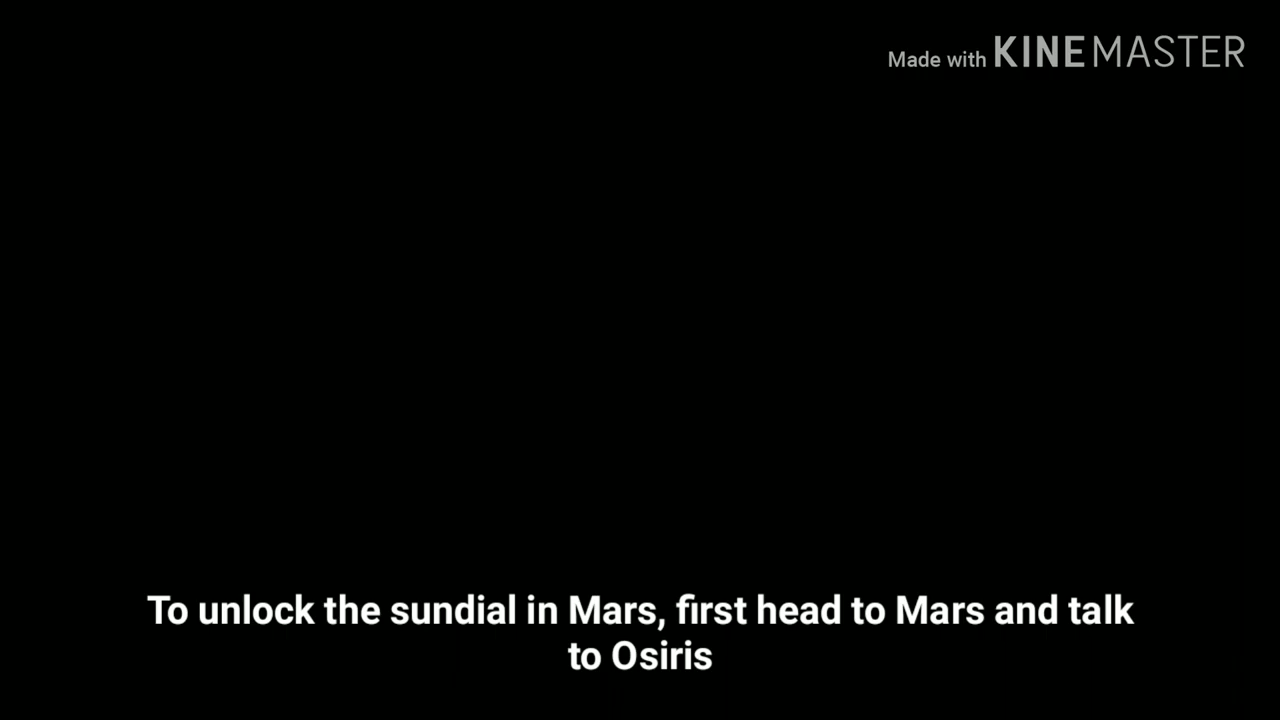 Made with KINEMASTER
To unlock the sundial in Mars, first head to Mars and talk
to Osiris